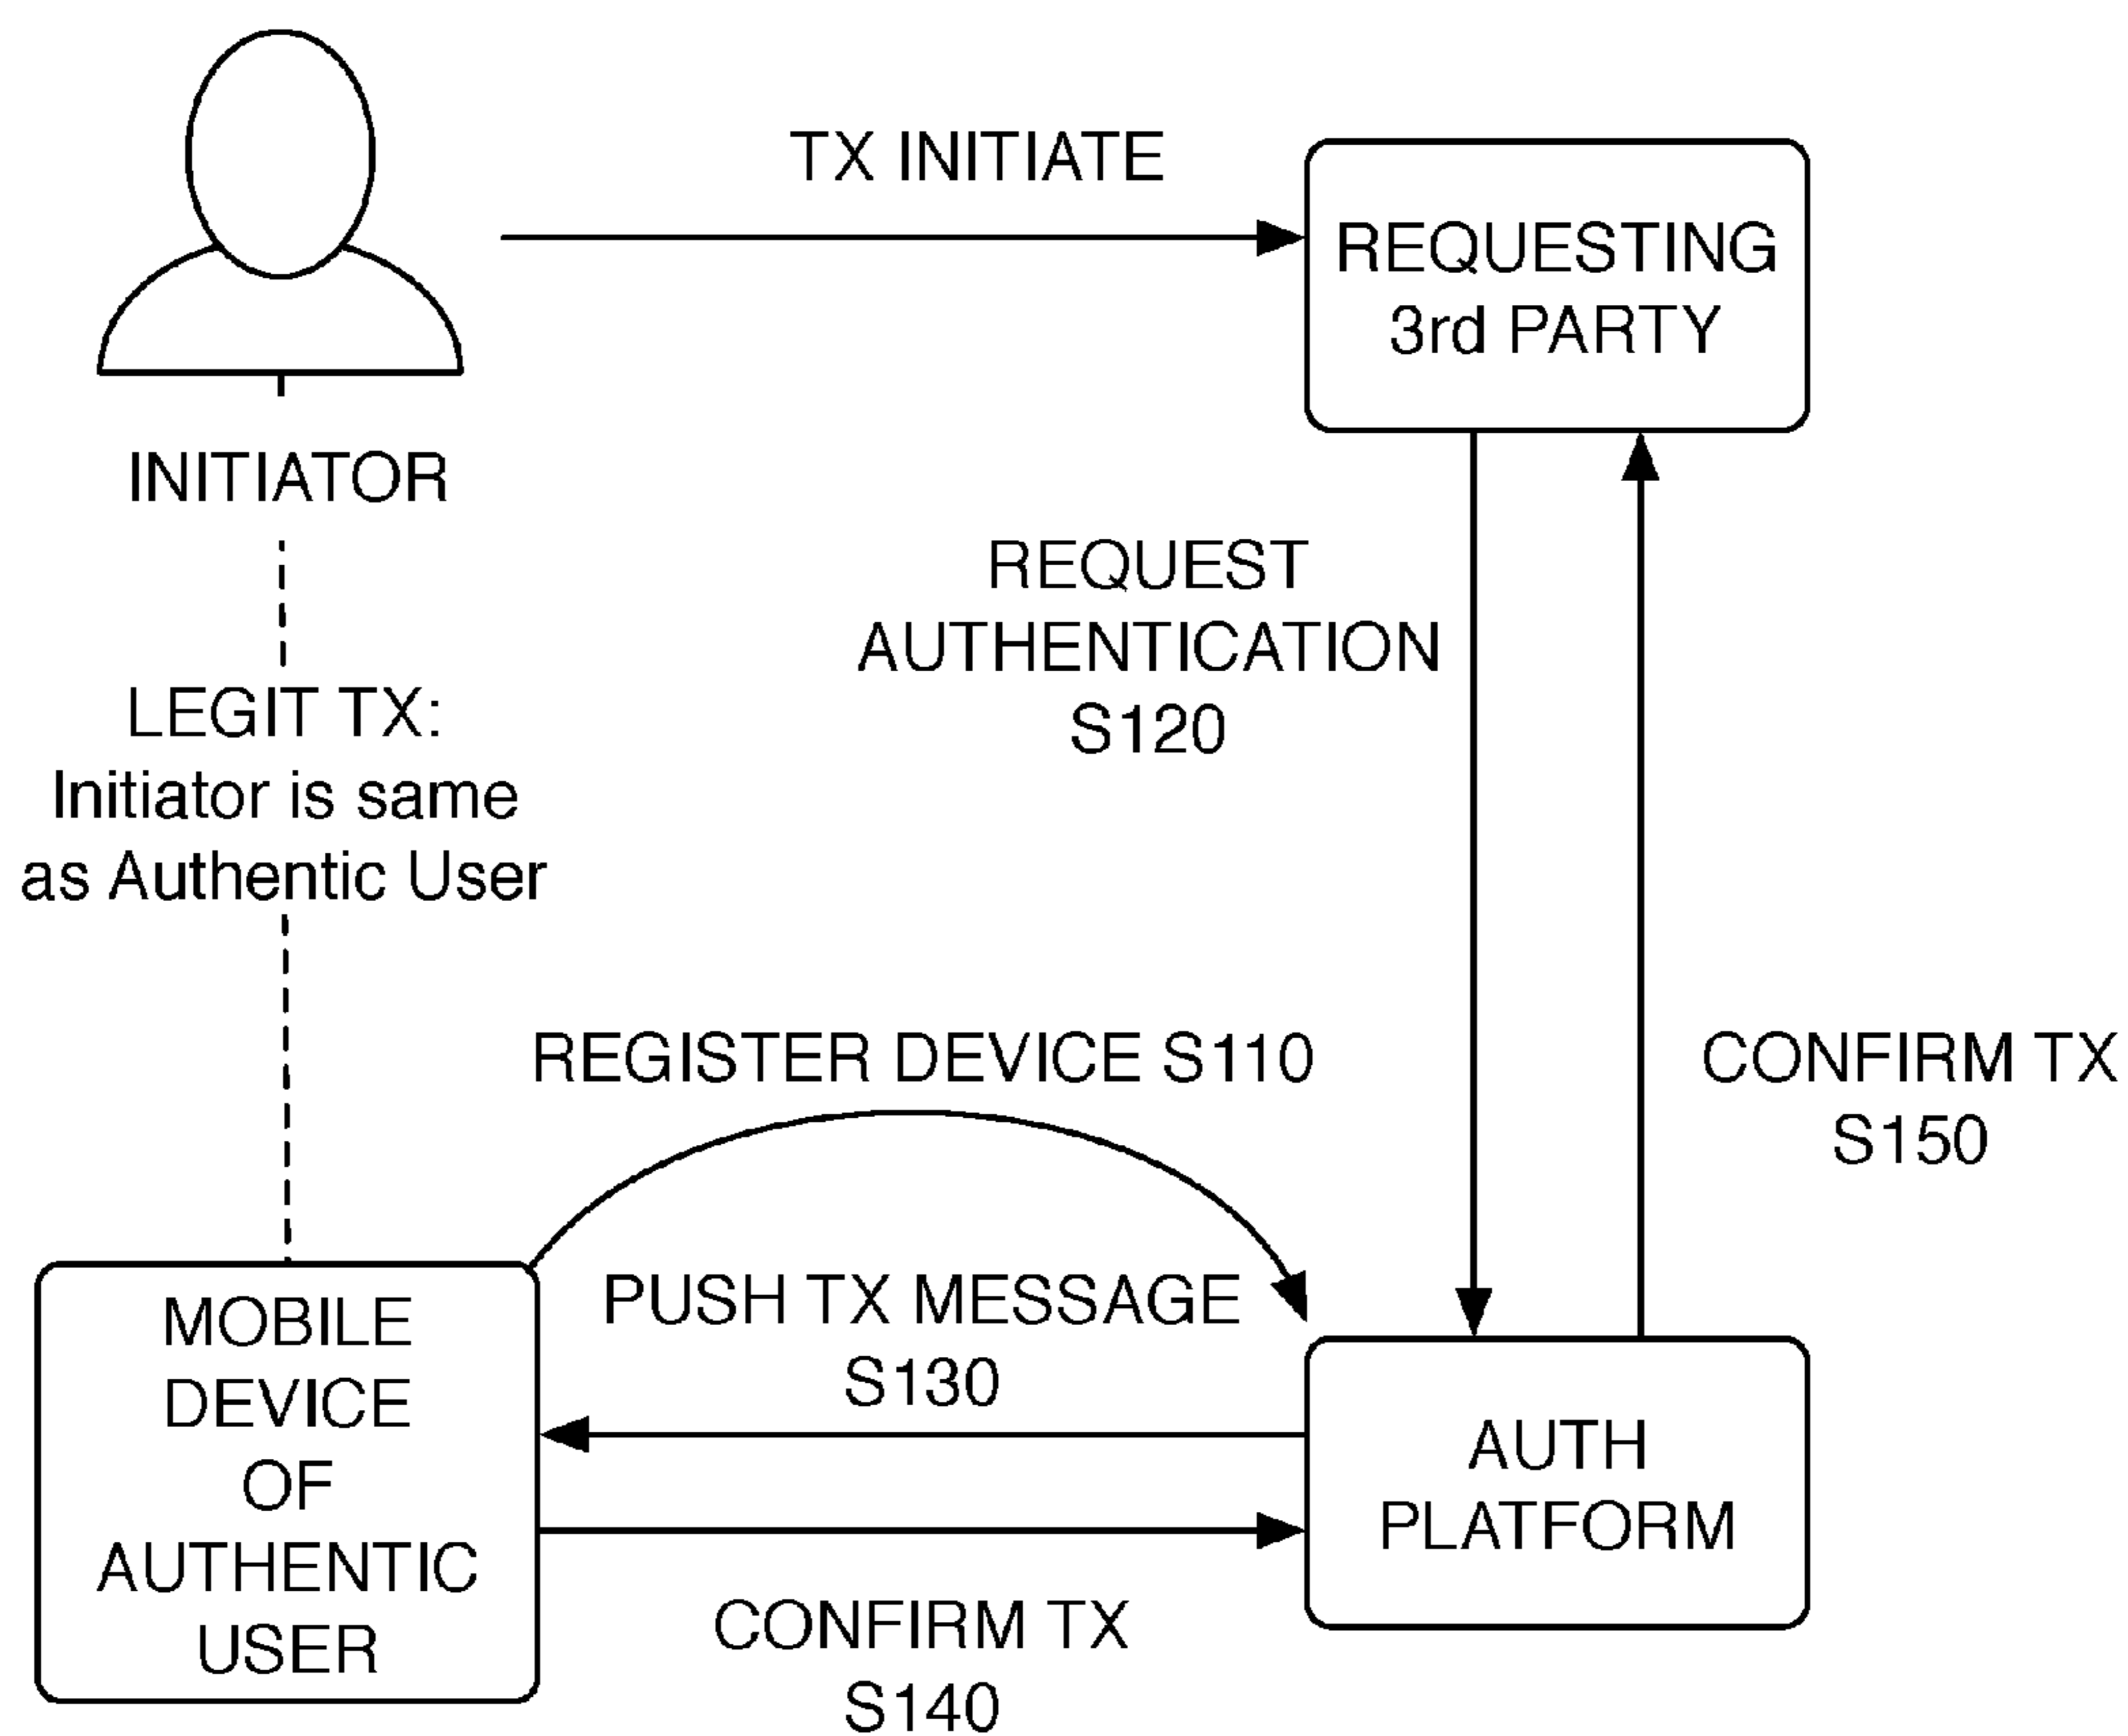 TX INITIATE
REQUESTING
3rd PARTY
INITIATOR
REQUEST
AUTHENTICATION
S120
LEGIT TX:
Initiator is same
as Authentic User
REGISTER DEVICE S110
CONFIRM TX
S150
PUSH TX MESSAGE
S130
MOBILE
DEVICE
OF
AUTHENTIC
USER
AUTH
PLATFORM
CONFIRM TX
S140